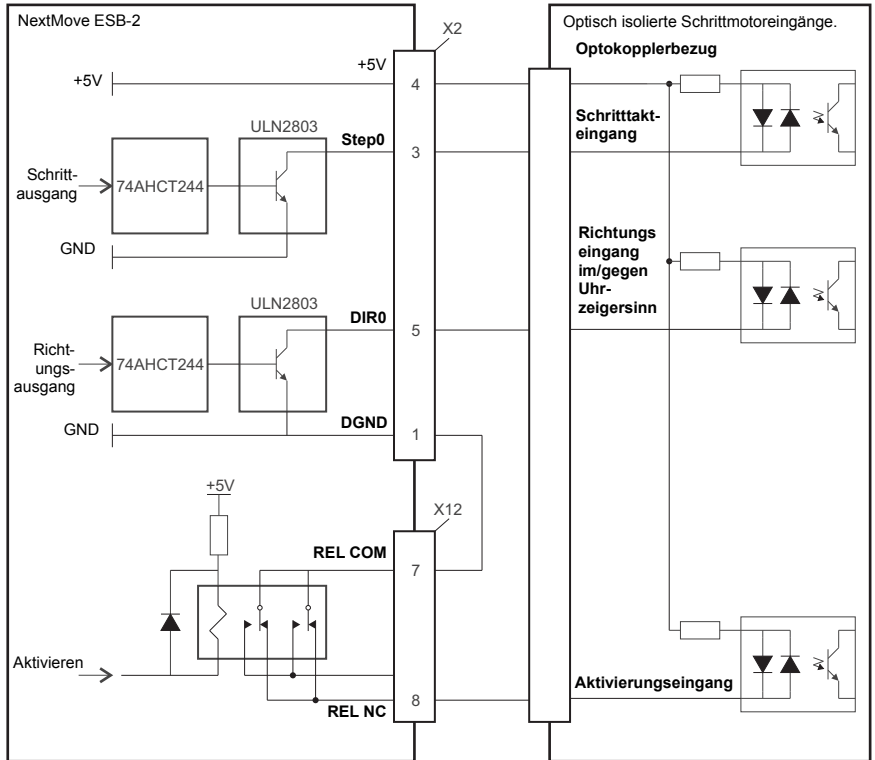 NextMove ESB-2
X2
Optisch isolierte Schrittmotoreingänge.
Optokopplerbezug
+5V
+5V
4
ULN2803
Schritttakt-
eingang
Step0
3
Schritt-
ausgang
74AHCT244
GND
Richtungs
eingang
im/gegen
Uhr-
zeigersinn
ULN2803
DIR0
5
Richt-
ungs-
ausgang
74AHCT244
DGND
GND
1
+5V
X12
REL COM
7
Aktivieren
Aktivierungseingang
8
REL NC